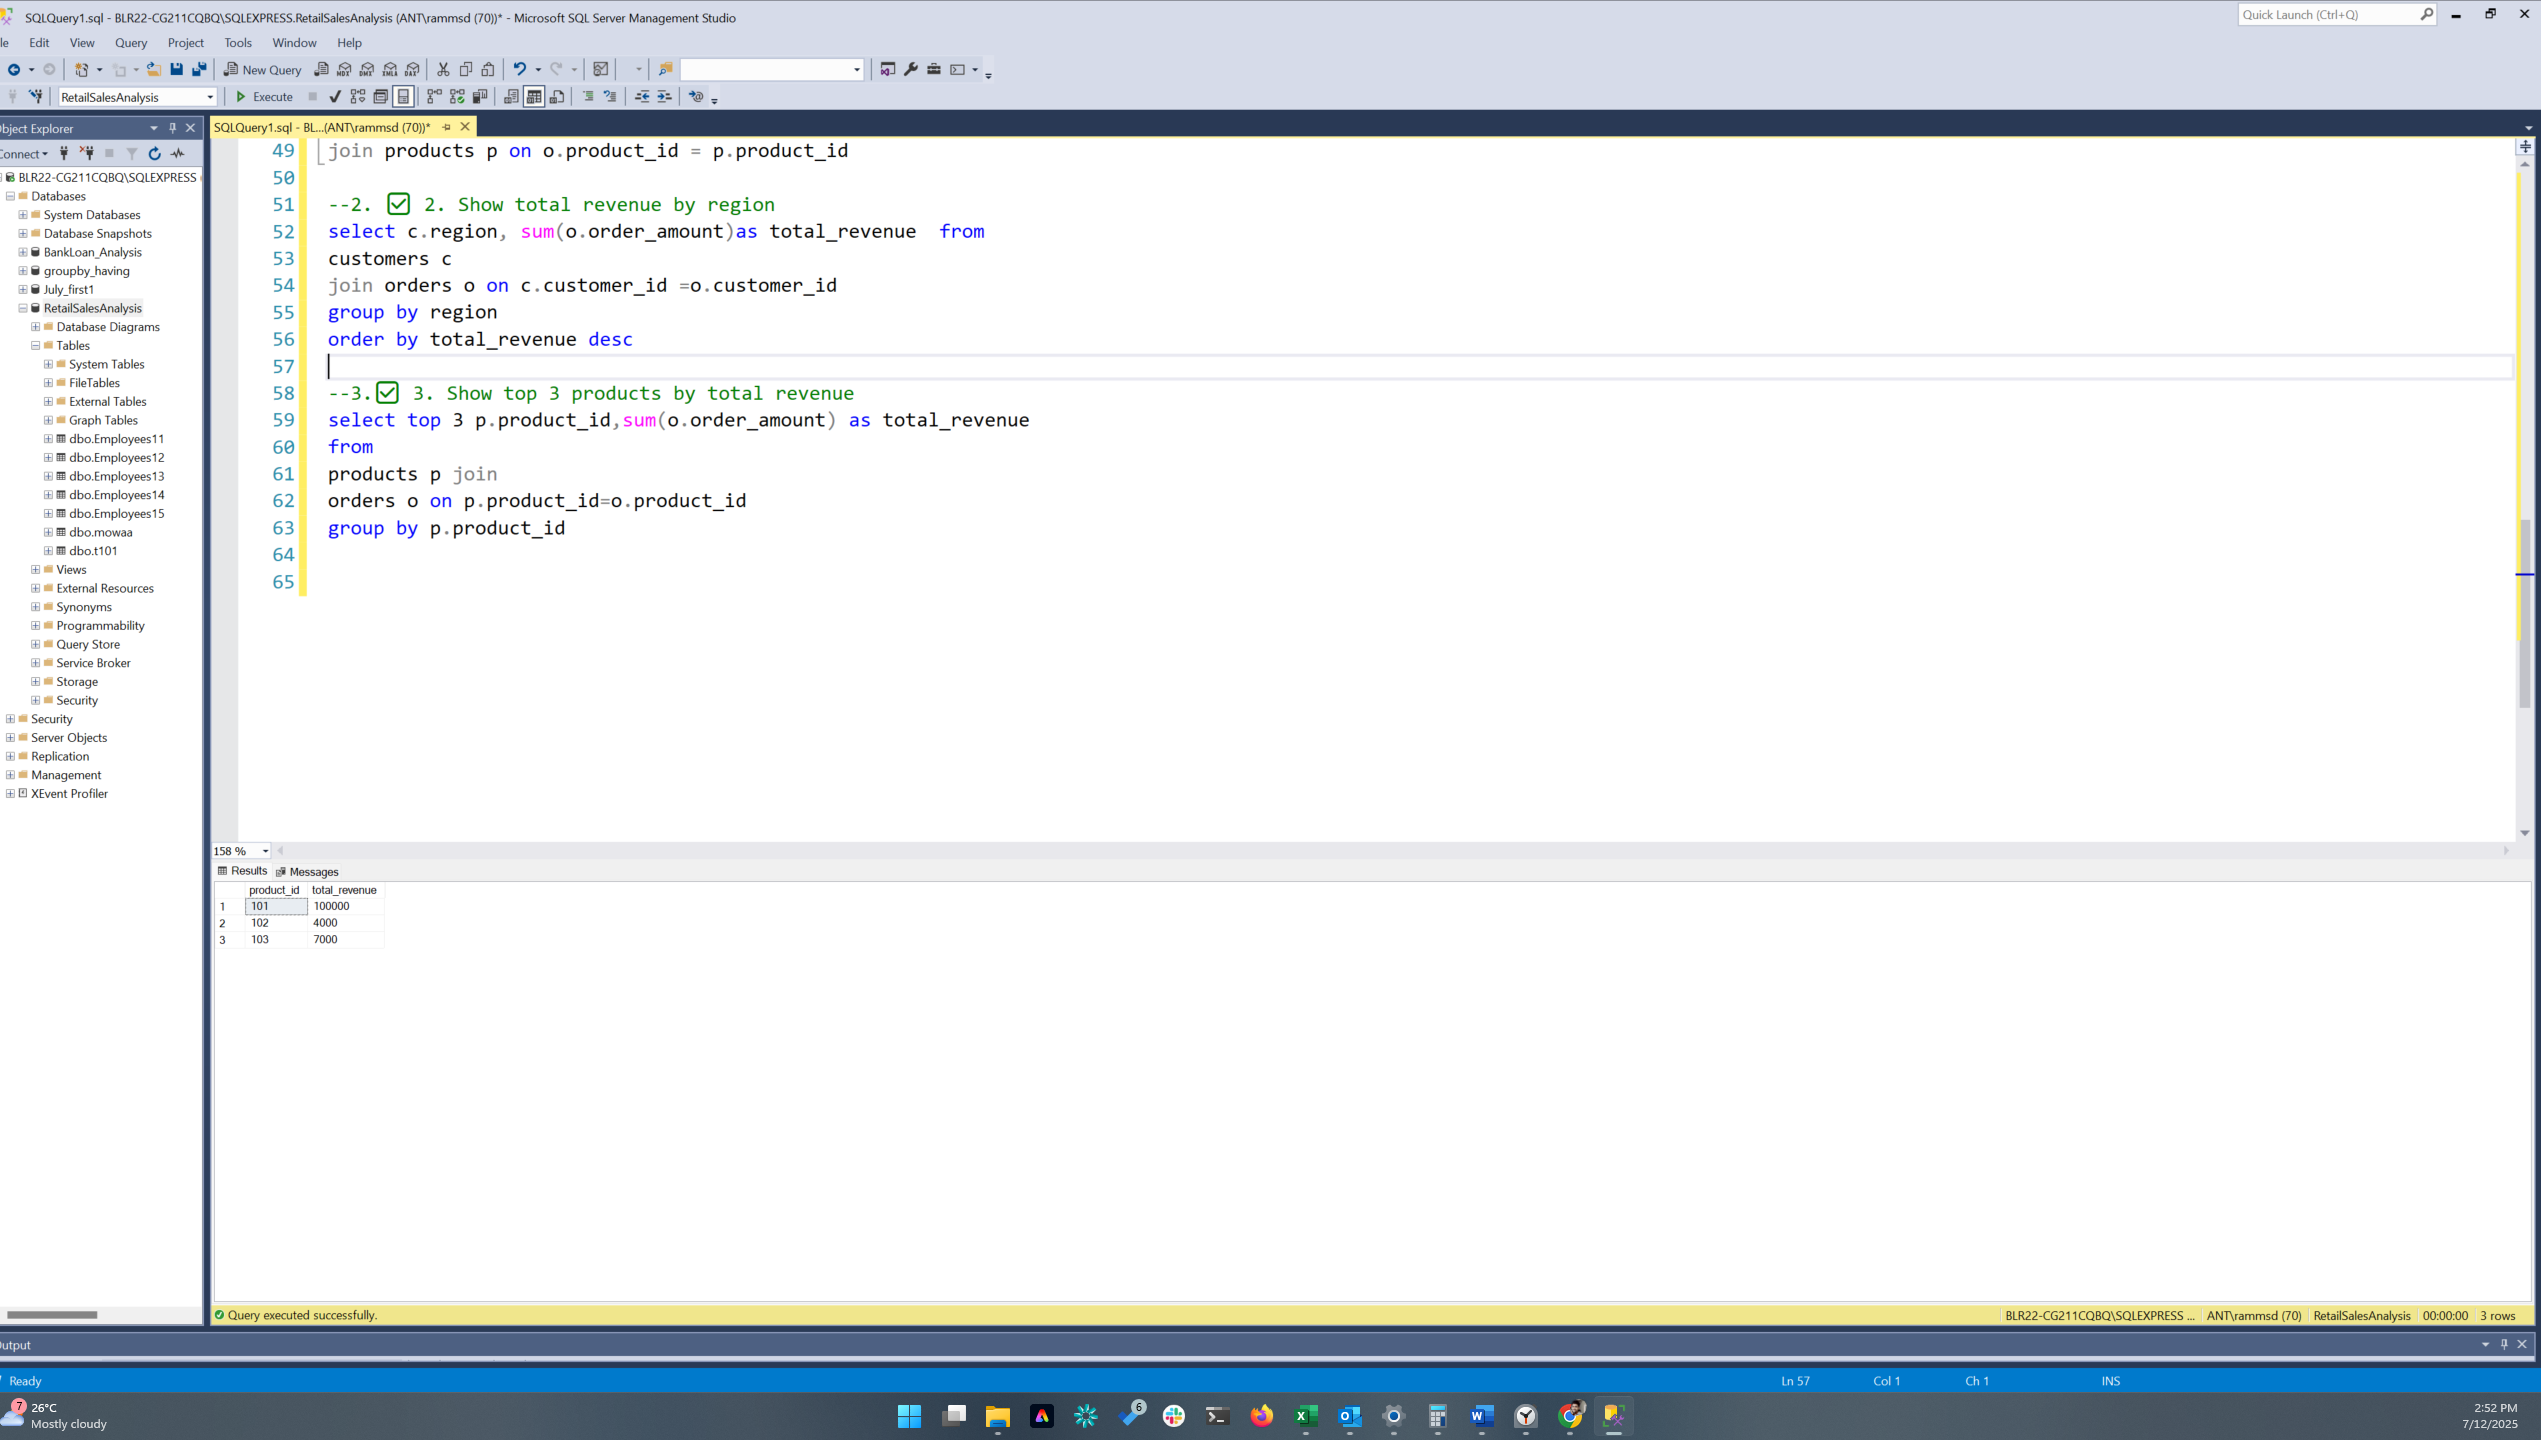 SQLQuery1.sql - BLR22-CG211CQBQ\SQLEXPRESS.RetailSalesAnalysis (ANT\rammsd (70))* - Microsoft SQL Server Management Studio
Quick Launch (Ctrl+Q)
le Edit View Query Project Tools Window Help
New Query
MDX DMX XMLA DAX
RetailSalesAnalysis
Execute
bject Explorer
SQLQuery1.sql - BL...(ANT\rammsd (70))*
onnect
BLR22-CG211CQBQ\SQLEXPRESS
Databases
System Databases
Database Snapshots
BankLoan_Analysis
groupby_having
July_first1
RetailSalesAnalysis
Database Diagrams
Tables
System Tables
FileTables
External Tables
Graph Tables
dbo.Employees11
dbo.Employees12
dbo.Employees13
dbo.Employees14
dbo.Employees15
dbo.mowaa
dbo.t101
Views
External Resources
Synonyms
Programmability
Query Store
Service Broker
Storage
Security
Security
Server Objects
Replication
Management
XEvent Profiler
49 join products p on o.product_id = p.product_id
50
51 --2. ✅ 2. Show total revenue by region
52 select c.region, sum(o.order_amount)as total_revenue  from
53 customers c
54 join orders o on c.customer_id =o.customer_id
55 group by region
56 order by total_revenue desc
57
58 --3.✅ 3. Show top 3 products by total revenue
59 select top 3 p.product_id,sum(o.order_amount) as total_revenue
60 from
61 products p join
62 orders o on p.product_id=o.product_id
63 group by p.product_id
64
65
158 %
Results Messages
product_id total_revenue
1 101 100000
2 102 4000
3 103 7000
Query executed successfully.
BLR22-CG211CQBQ\SQLEXPRESS ... ANT\rammsd (70) RetailSalesAnalysis 00:00:00 3 rows
utput
Ready
Ln 57 Col 1 Ch 1 INS
7
26°C
Mostly cloudy
6
2:52 PM
7/12/2025